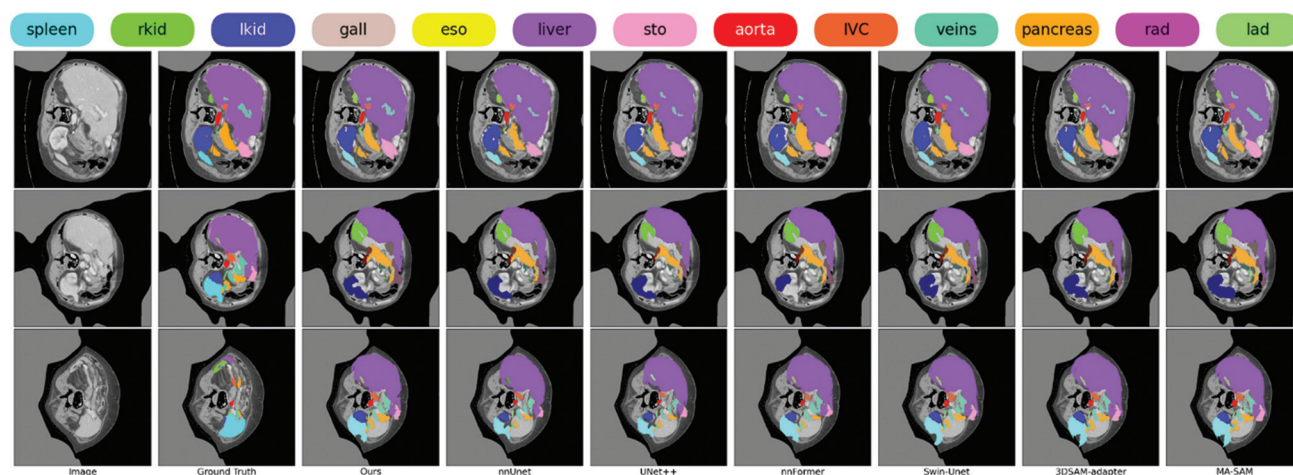 spleen rkid lkid gall eso liver sto aorta IVC veins pancreas rad lad
Image Ground Truth Ours nnUnet UNet++ nnFormer Swin-Unet 3DSAM-adapter MA-SAM